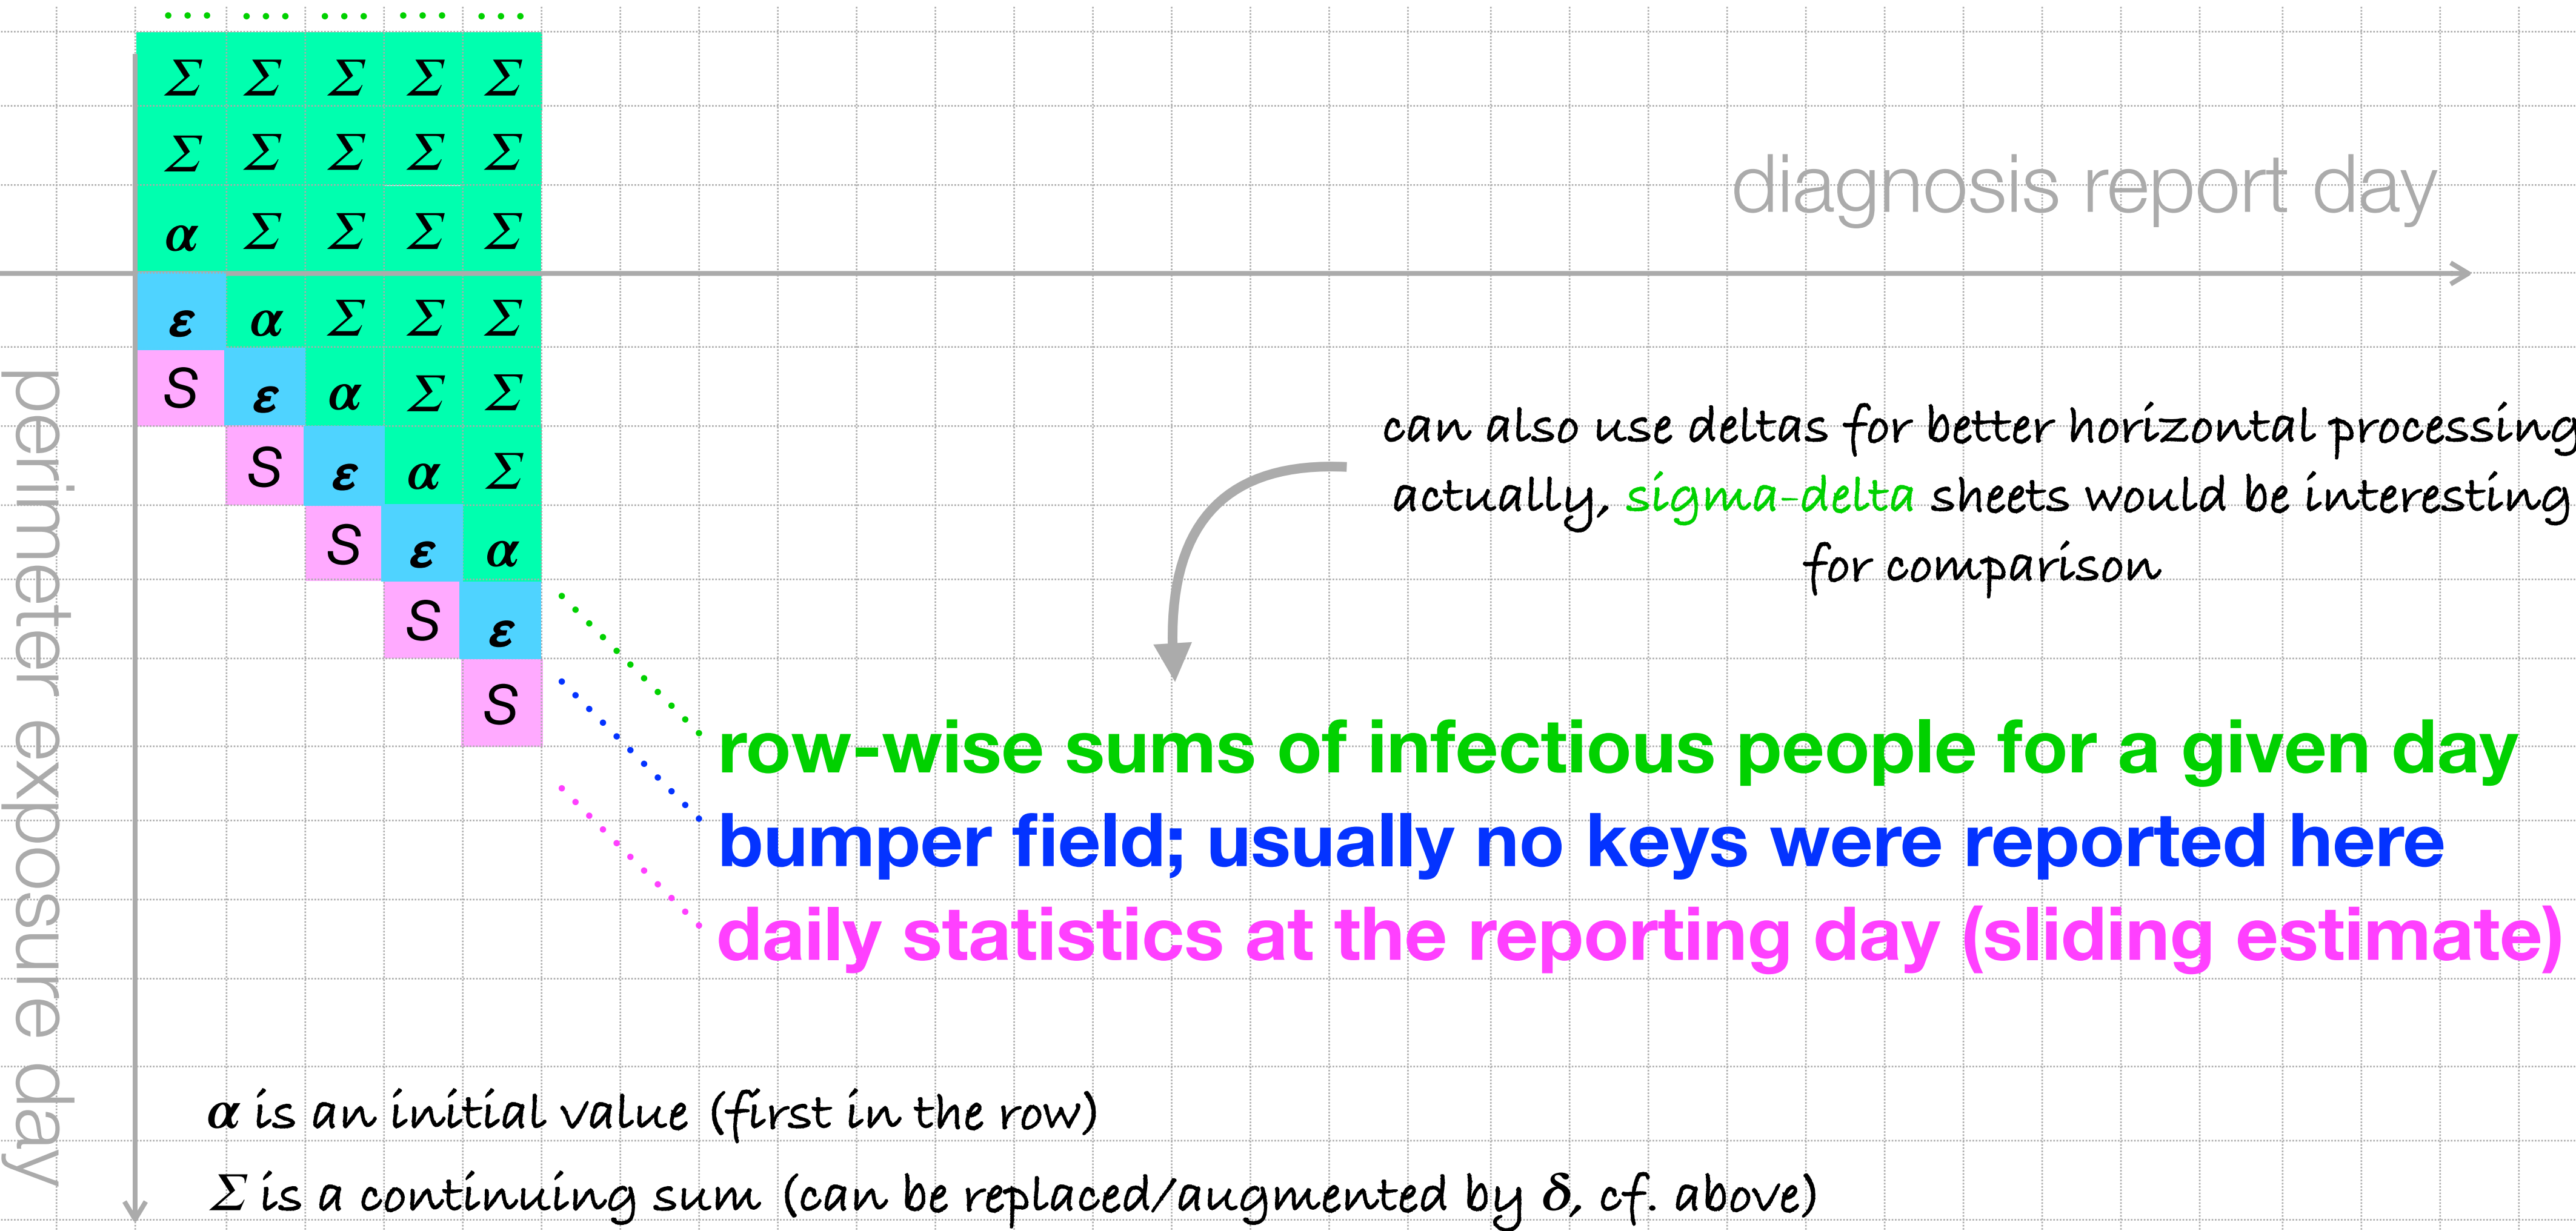 Σ Σ Σ Σ Σ
Σ Σ Σ Σ Σ
α Σ Σ Σ Σ
diagnosis report day
ε α Σ Σ Σ
S ε α Σ Σ
S ε α Σ
S ε α
S ε
S
perimeter exposure day
can also use deltas for better horizontal processing
actually, sigma-delta sheets would be interesting
for comparison
row-wise sums of infectious people for a given day
bumper field; usually no keys were reported here
daily statistics at the reporting day (sliding estimate)
α is an initial value (first in the row)
Σ is a continuing sum (can be replaced/augmented by δ, cf. above)